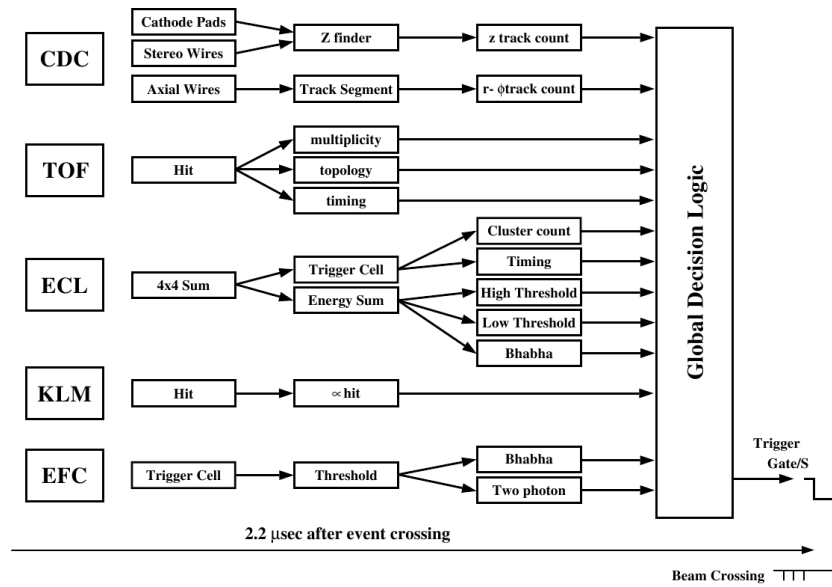 CDC
Cathode Pads
Stereo Wires
Z finder
z track count
Axial Wires
Track Segment
r- ϕtrack count
TOF
Hit
multiplicity
topology
timing
ECL
4x4 Sum
Trigger Cell
Energy Sum
Cluster count
Timing
High Threshold
Low Threshold
Bhabha
KLM
Hit
∝ hit
EFC
Trigger Cell
Threshold
Bhabha
Two photon
Global Decision Logic
Trigger
Gate/S
2.2 μsec after event crossing
Beam Crossing